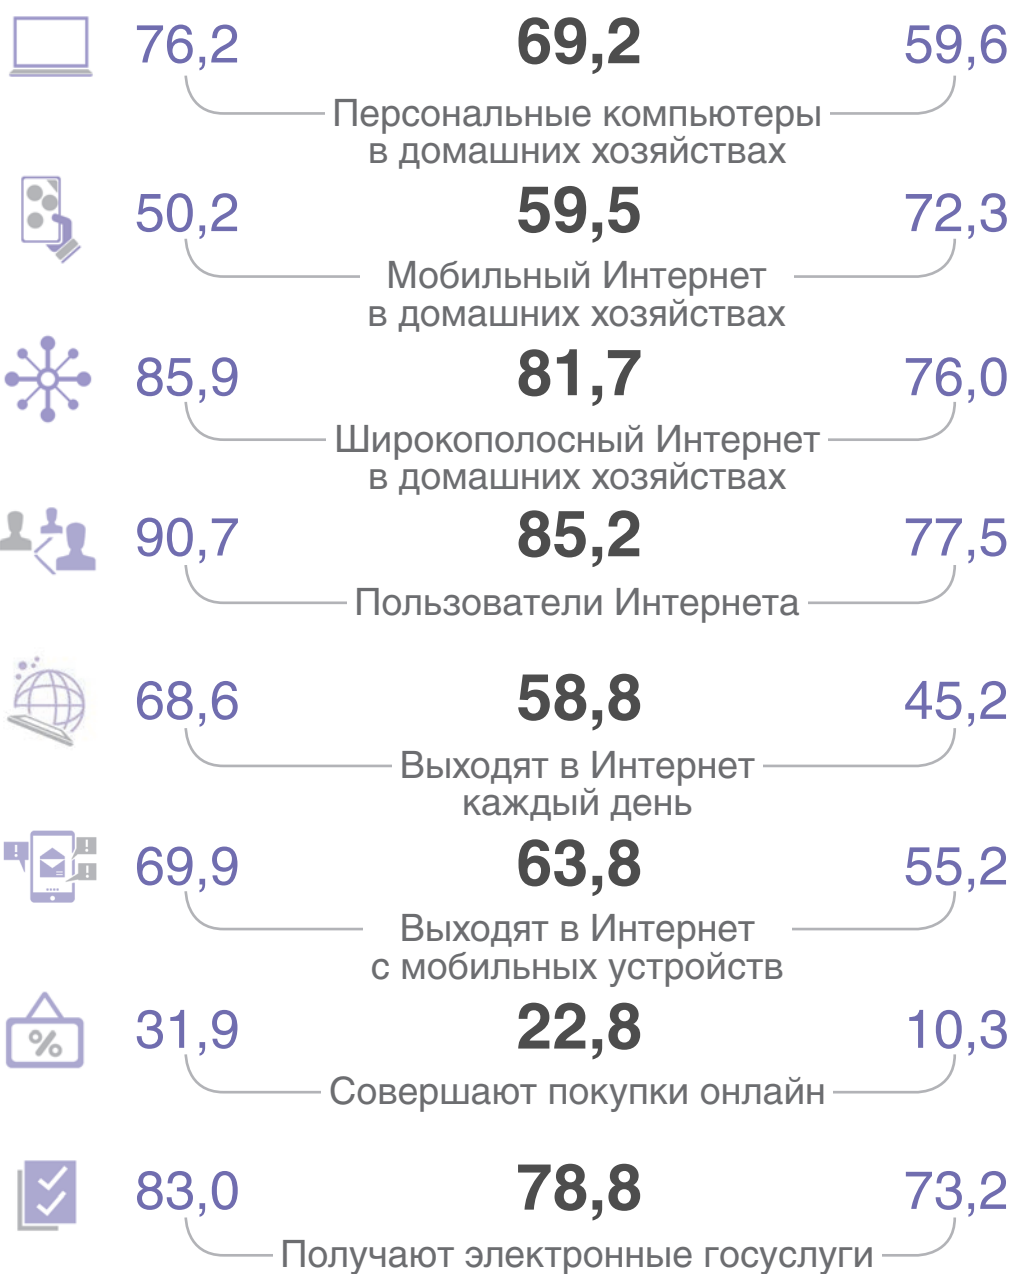 76,2 69,2 59,6
Персональные компьютеры
в домашних хозяйствах
50,2 59,5 72,3
Мобильный Интернет
в домашних хозяйствах
85,9 81,7 76,0
Широкополосный Интернет
в домашних хозяйствах
90,7 85,2 77,5
Пользователи Интернета
68,6 58,8 45,2
Выходят в Интернет
каждый день
! ! !
69,9 63,8 55,2
Выходят в Интернет
с мобильных устройств
% 31,9 22,8 10,3
Совершают покупки онлайн
83,0 78,8 73,2
Получают электронные госуслуги